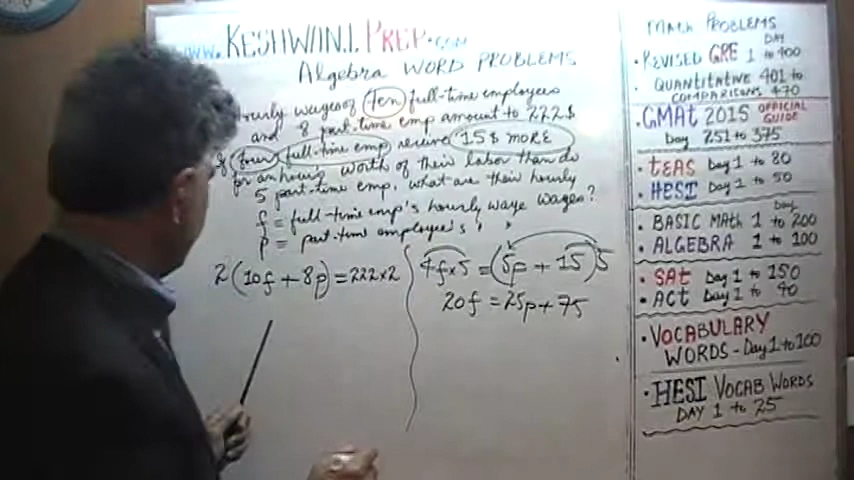 www.KESHWANI.PREP.com
Algebra WORD PROBLEMS
Hourly wages of ten full-time employees
and 8 part-time emp amount to 222$
If four full-time emp receive 15$ MORE
for an hour worth of their labor than do
5 part-time emp, what are their hourly
wages?
f = full-time emp's hourly wage
p = part-time employee's " "
2(10f + 8p) = 222×2
4f×5 = (5p + 15)5
20f = 25p + 75
MATH PROBLEMS
• REVISED GRE DAY 1 to 400
• QUANTITATIVE 401 to
COMPARISONS 470
• GMAT 2015 OFFICIAL GUIDE
Day 251 to 375
• TEAS Day 1 to 80
• HESI Day 1 to 50
• BASIC Math 1 to 200
• ALGEBRA 1 to 100
• SAT Day 1 to 150
• ACT Day 1 to 90
• VOCABULARY
WORDS - Day 1 to 100
• HESI VOCAB WORDS
DAY 1 to 25